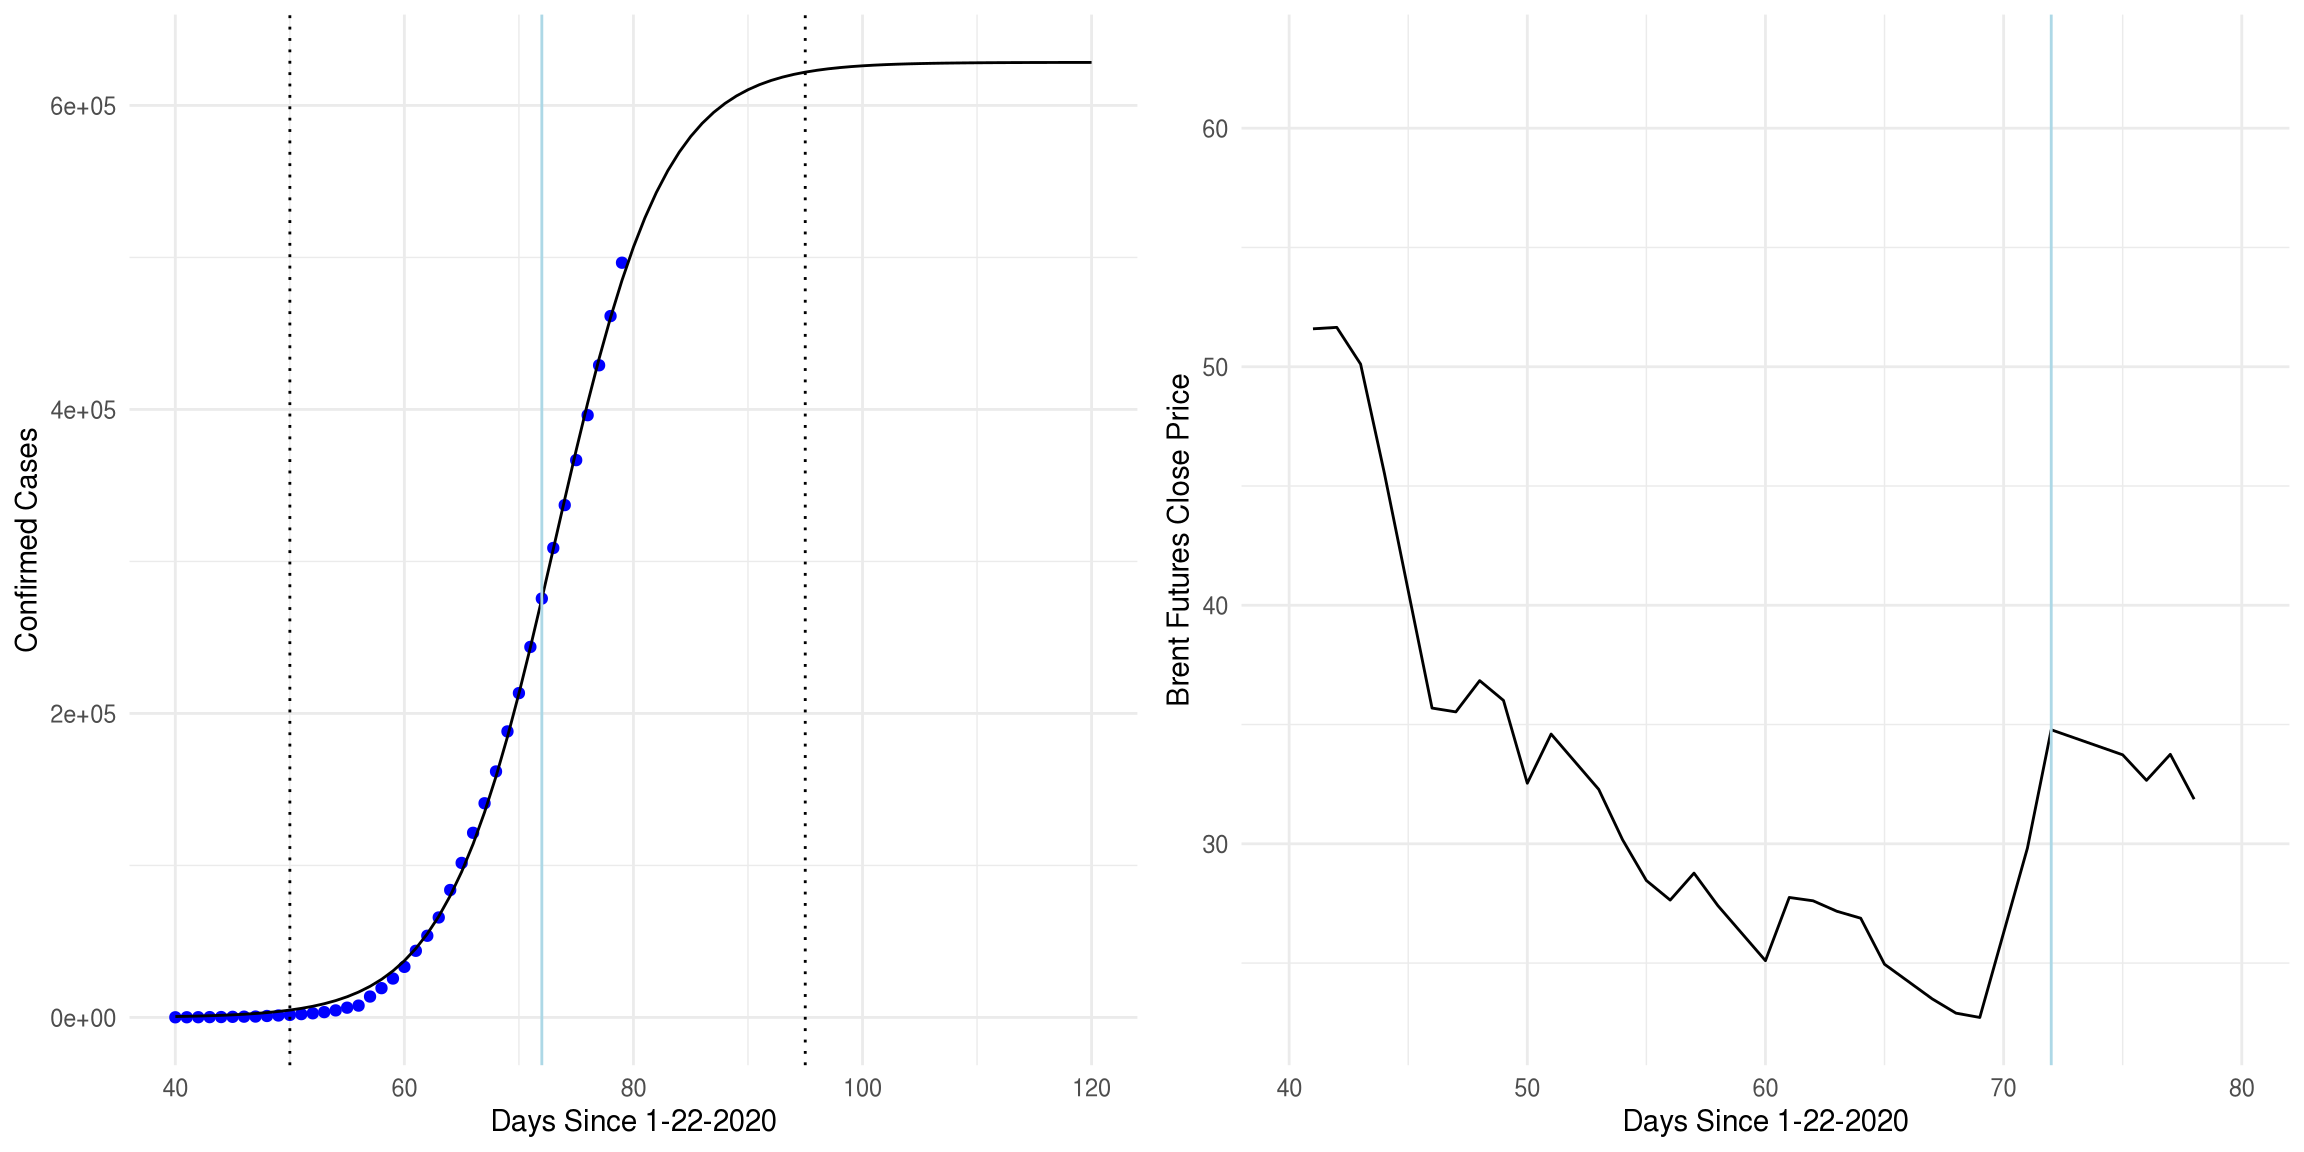 Confirmed Cases
6e+05
4e+05
2e+05
0e+00
40 60 80 100 120
Days Since 1-22-2020
Brent Futures Close Price
60
50
40
30
40 50 60 70 80
Days Since 1-22-2020